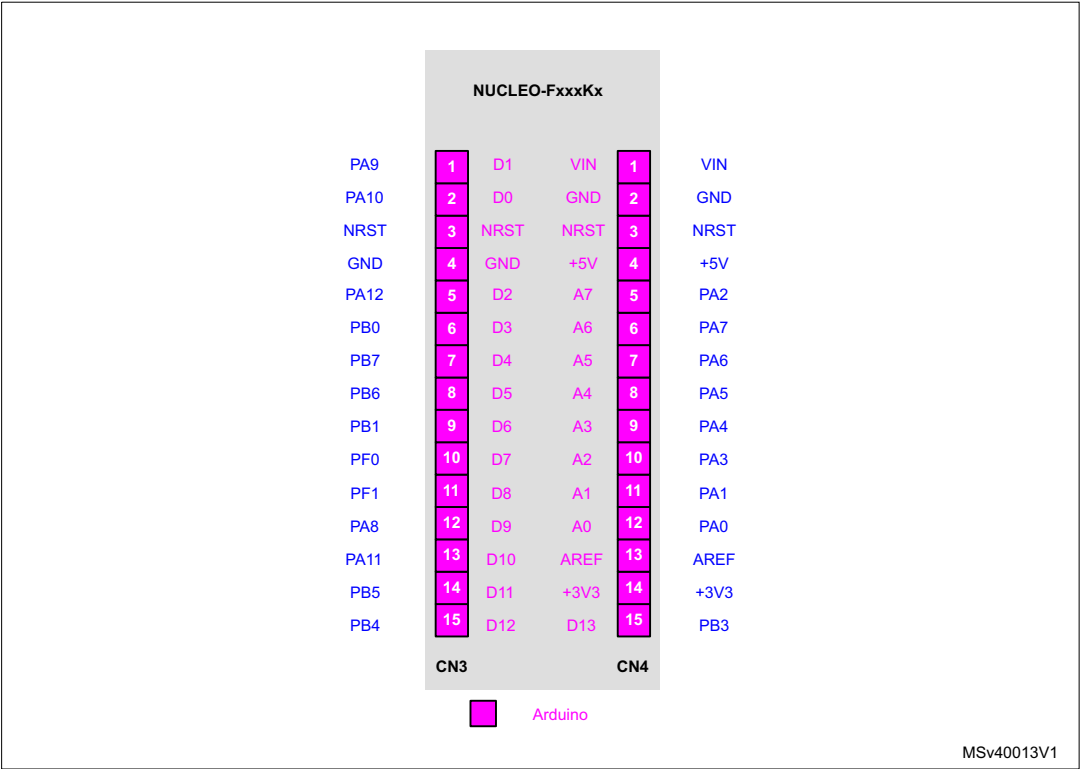 NUCLEO-FxxxKx
PA9 1 D1 VIN 1 VIN
PA10 2 D0 GND 2 GND
NRST 3 NRST NRST 3 NRST
GND 4 GND +5V 4 +5V
PA12 5 D2 A7 5 PA2
PB0 6 D3 A6 6 PA7
PB7 7 D4 A5 7 PA6
PB6 8 D5 A4 8 PA5
PB1 9 D6 A3 9 PA4
PF0 10 D7 A2 10 PA3
PF1 11 D8 A1 11 PA1
PA8 12 D9 A0 12 PA0
PA11 13 D10 AREF 13 AREF
PB5 14 D11 +3V3 14 +3V3
PB4 15 D12 D13 15 PB3
CN3 CN4
Arduino
MSv40013V1